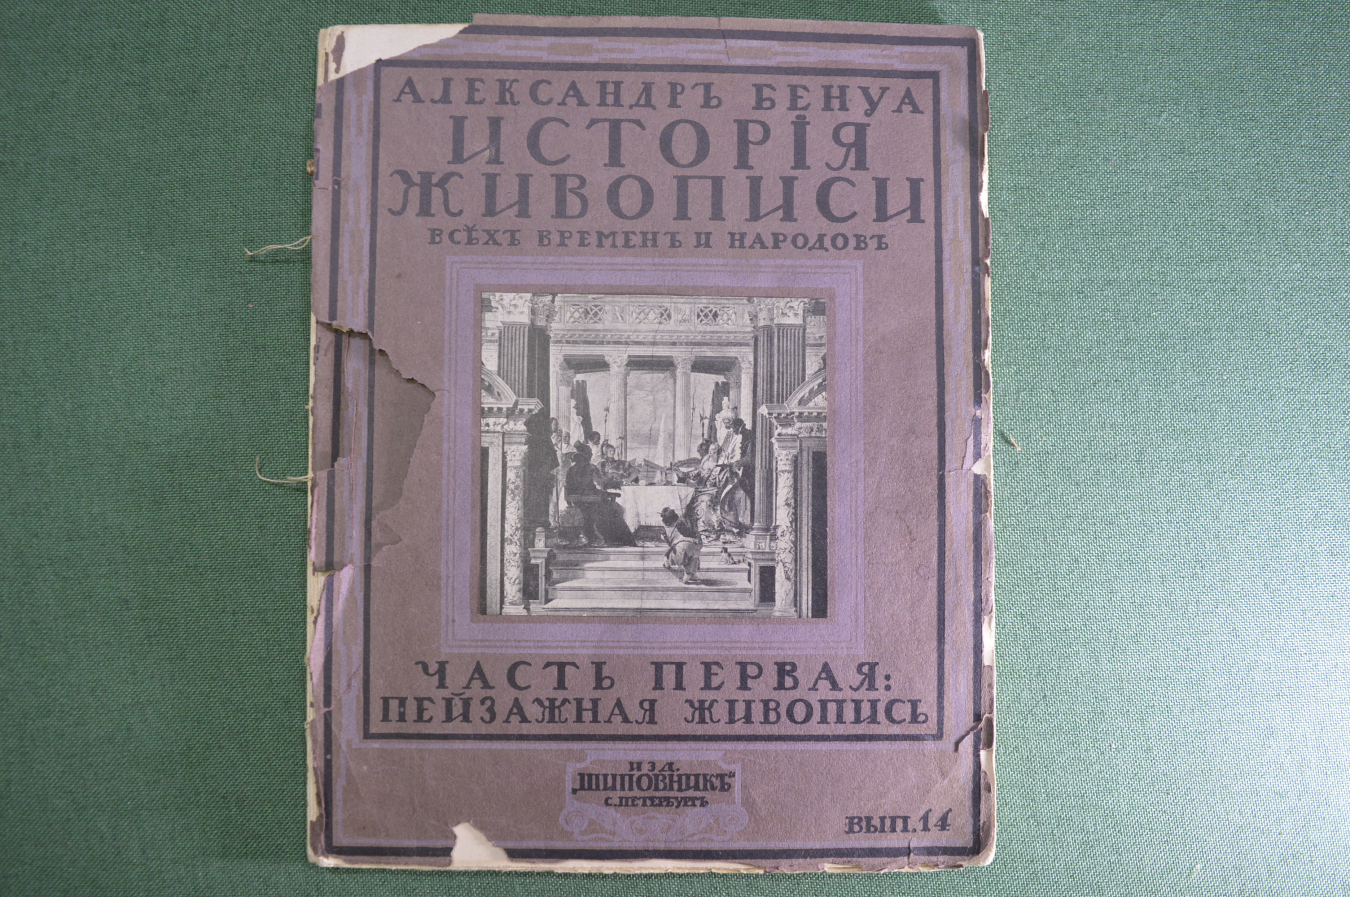 АЛЕКСАНДРЪ БЕНУА
ИСТОРІЯ
ЖИВОПИСИ
ВСѢХЪ ВРЕМЕНЪ И НАРОДОВЪ
ЧАСТЬ ПЕРВАЯ:
ПЕЙЗАЖНАЯ ЖИВОПИСЬ
ИЗД.
„ШИПОВНИКЪ“
С. ПЕТЕРБУРГЪ
ВЫП. 14